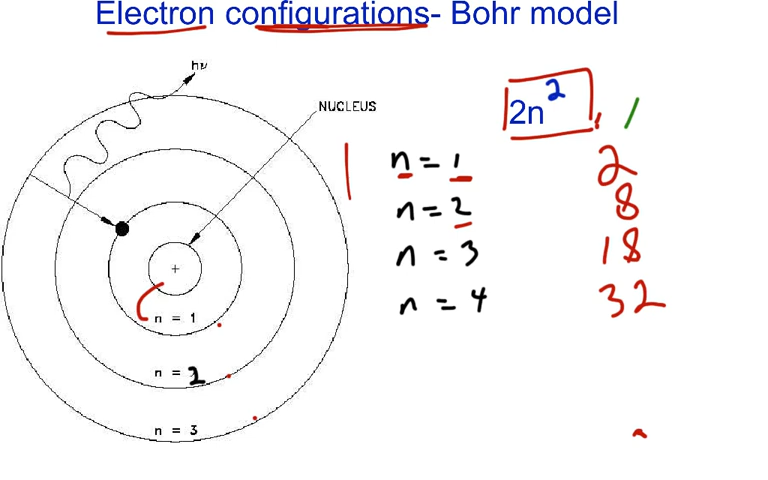 Electron configurations- Bohr model
hν
NUCLEUS
2n²
n = 1 2
n = 2 8
n = 3 18
n = 4 32
+
n = 1
n = 2
n = 3